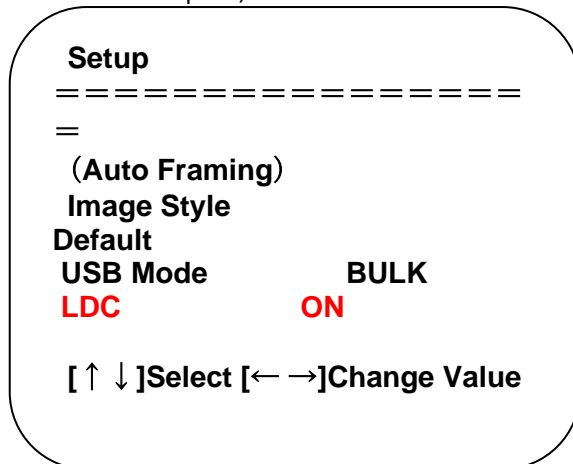 Setup
================
=
（Auto Framing）
Image Style
Default
USB Mode BULK
LDC ON
[↑↓]Select [← →]Change Value